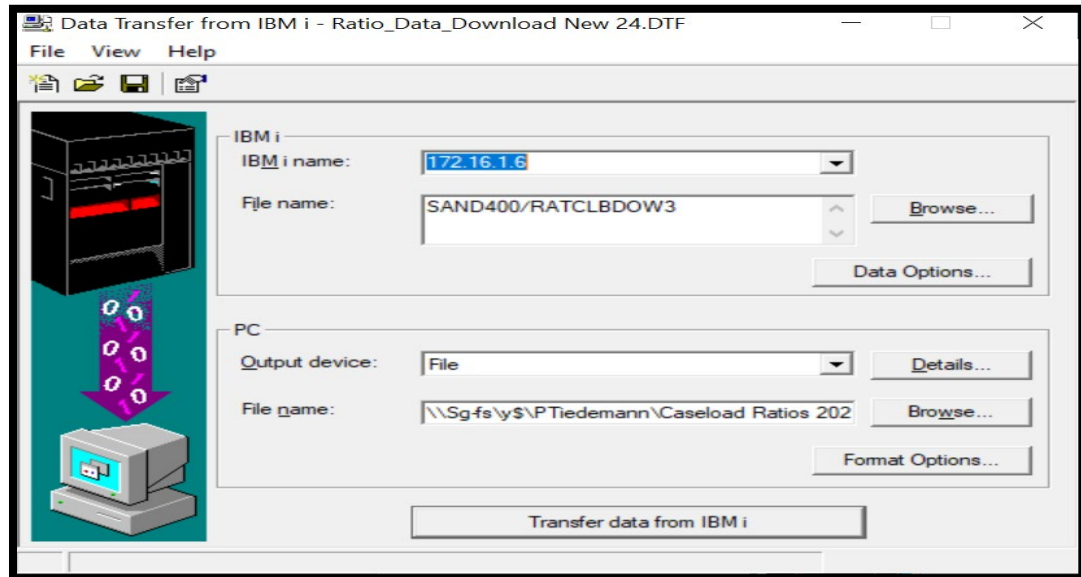 Data Transfer from IBM i - Ratio_Data_Download New 24.DTF
File View Help
IBM i
IBM i name:
172.16.1.6
File name:
SAND400/RATCLBDOW3
Browse...
Data Options...
PC
Output device:
File
Details...
File name:
\\Sg-fs\y$\PTiedemann\Caseload Ratios 202
Browse...
Format Options...
Transfer data from IBM i